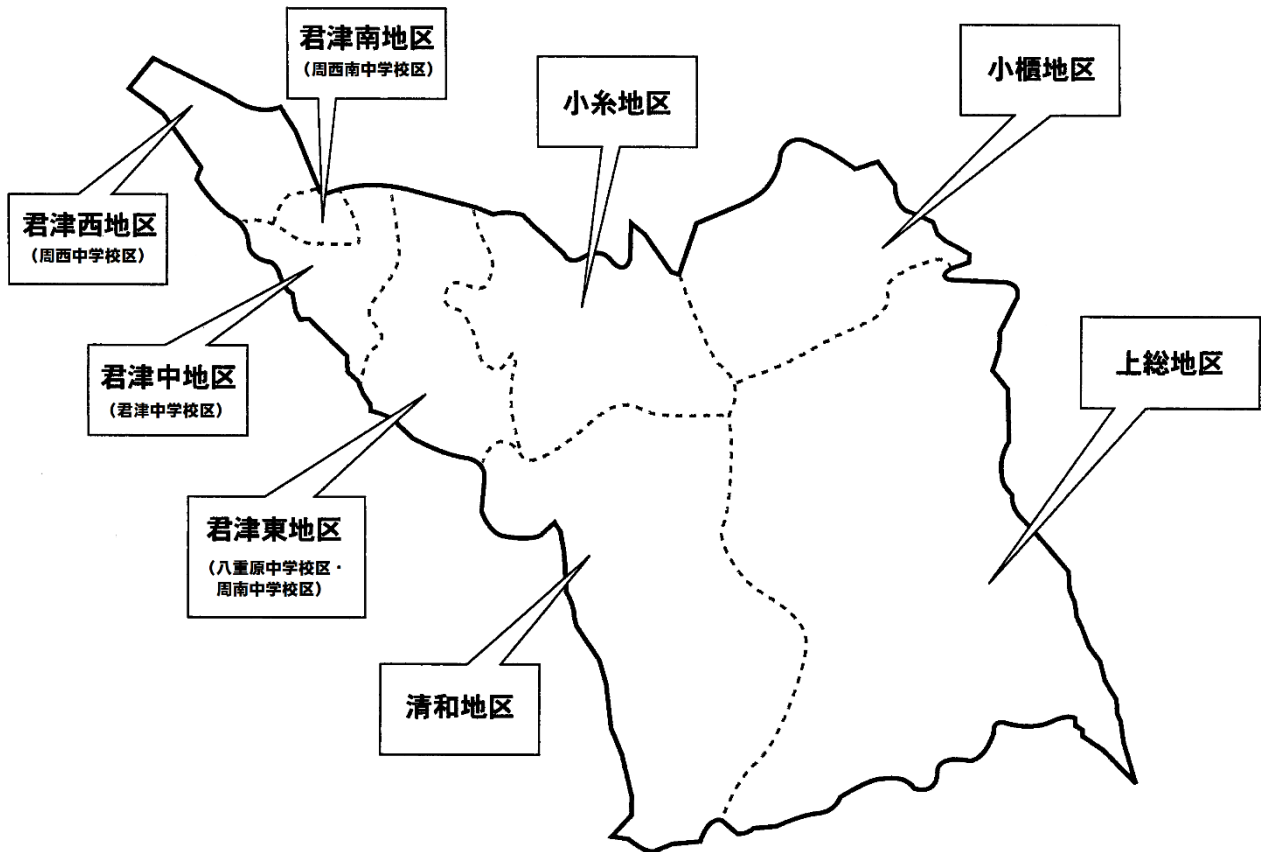 君津南地区
（周西南中学校区）
小糸地区
小櫃地区
君津西地区
（周西中学校区）
君津中地区
（君津中学校区）
上総地区
君津東地区
（八重原中学校区・
周南中学校区）
清和地区